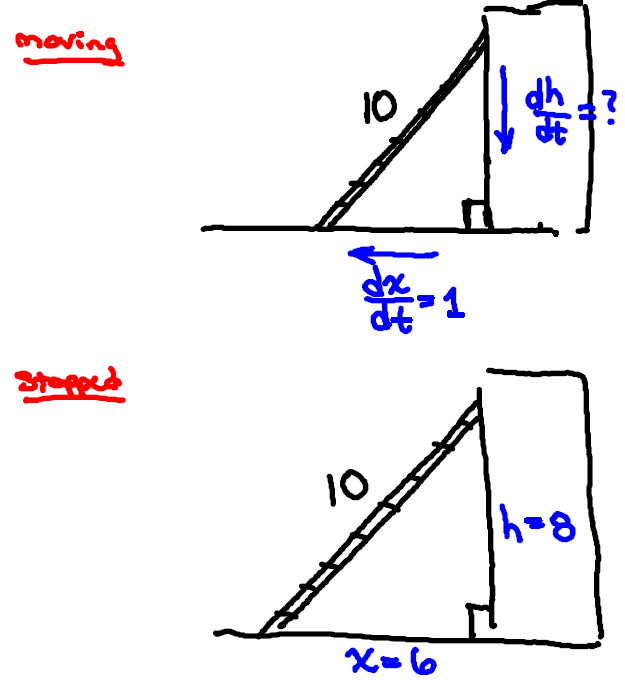 moving
10
dh/dt = ?
dx/dt = 1
stopped
10
h = 8
x = 6